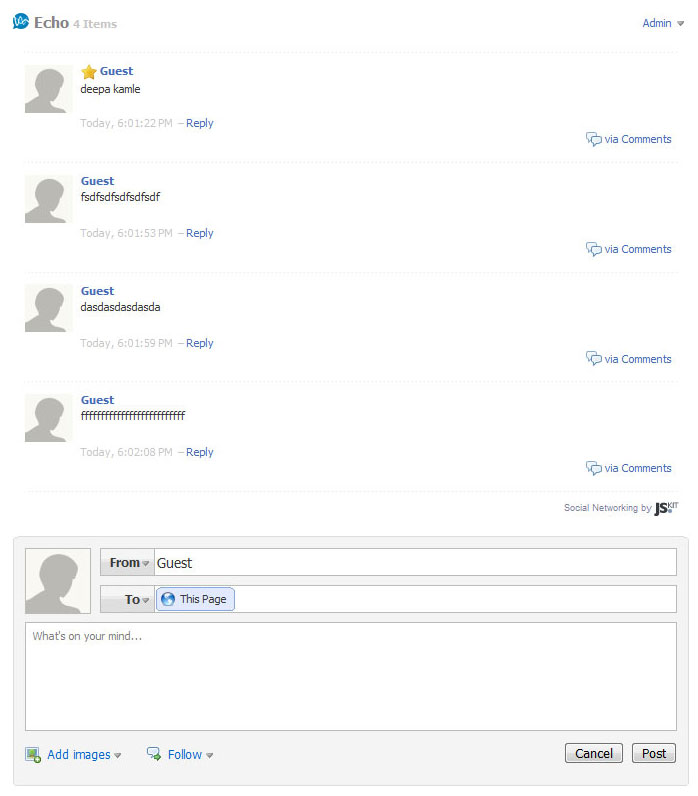 Echo 4 Items
Admin
Guest
deepa kamle
Today, 6:01:22 PM – Reply
via Comments
Guest
fsdfsdfsdfsdfsdf
Today, 6:01:53 PM – Reply
via Comments
Guest
dasdasdasdasda
Today, 6:01:59 PM – Reply
via Comments
Guest
ffffffffffffffffffffffffff
Today, 6:02:08 PM – Reply
via Comments
Social Networking by JS-KIT
From Guest
To This Page
What's on your mind...
Add images Follow Cancel Post